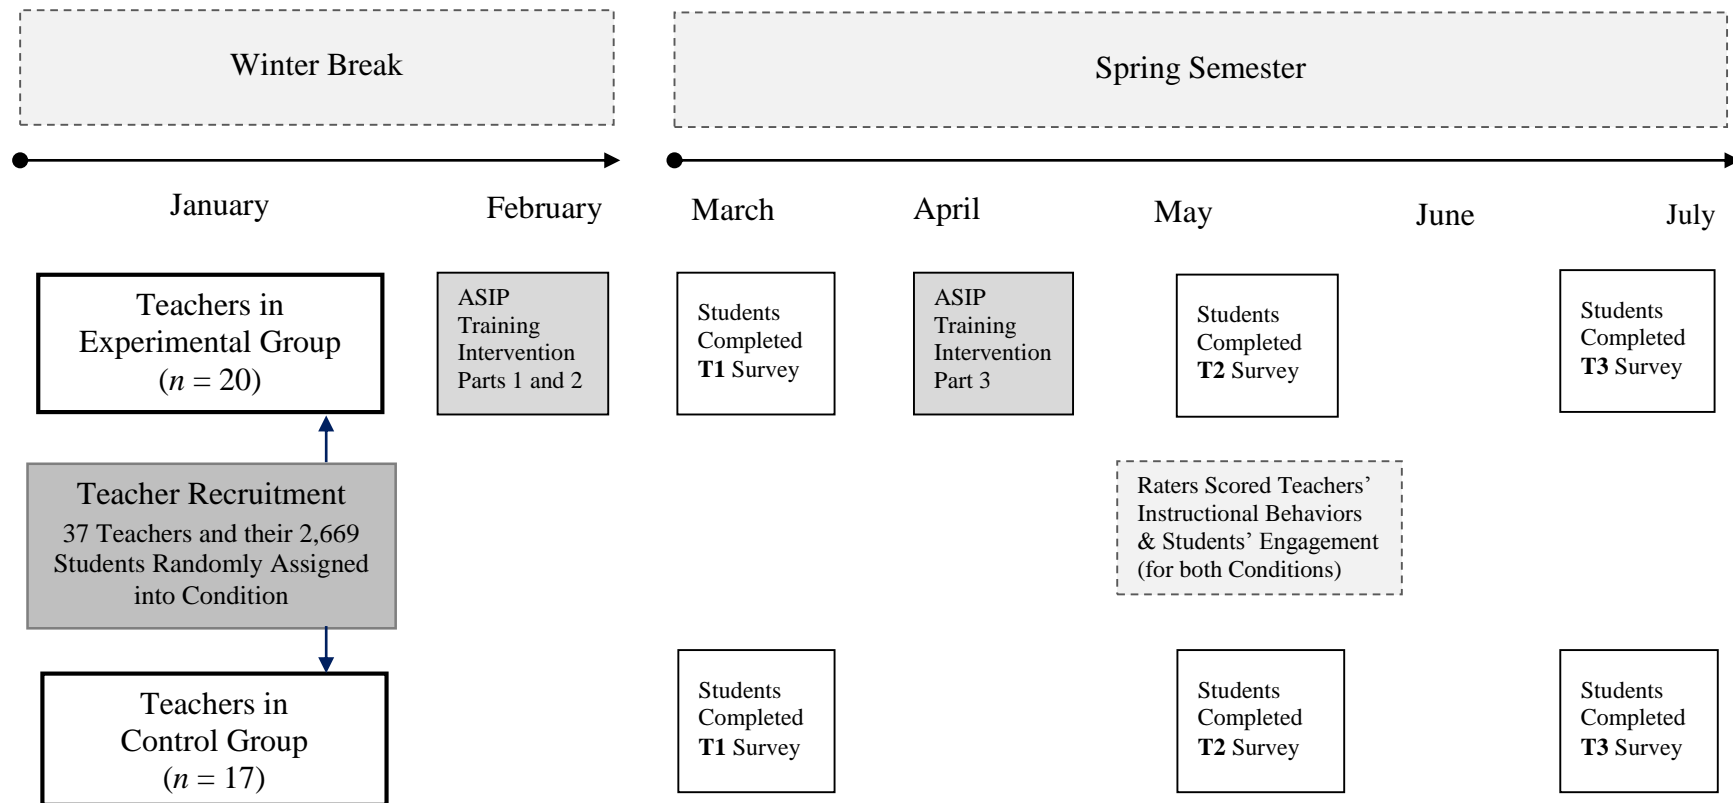 Winter Break
Spring Semester
January
February
March
April
May
June
July
Teachers in
Experimental Group
(n = 20)
ASIP
Training
Intervention
Parts 1 and 2
Students
Completed
T1 Survey
ASIP
Training
Intervention
Part 3
Students
Completed
T2 Survey
Students
Completed
T3 Survey
Teacher Recruitment
37 Teachers and their 2,669
Students Randomly Assigned
into Condition
Raters Scored Teachers’
Instructional Behaviors
& Students’ Engagement
(for both Conditions)
Teachers in
Control Group
(n = 17)
Students
Completed
T1 Survey
Students
Completed
T2 Survey
Students
Completed
T3 Survey